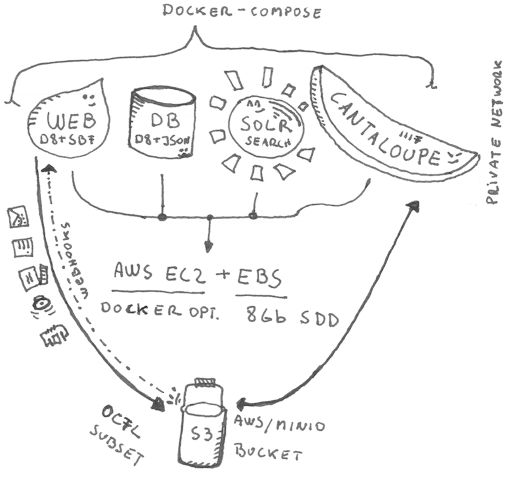 DOCKER-COMPOSE
WEB
D8+SBF
DB
D8+JSON
SOLR
SEARCH
CANTALOUPE
PRIVATE NETWORK
WEBHOOKS
AWS EC2 + EBS
DOCKER OPT. 8Gb SDD
OCFL
SUBSET
S3
AWS/MINIO
BUCKET